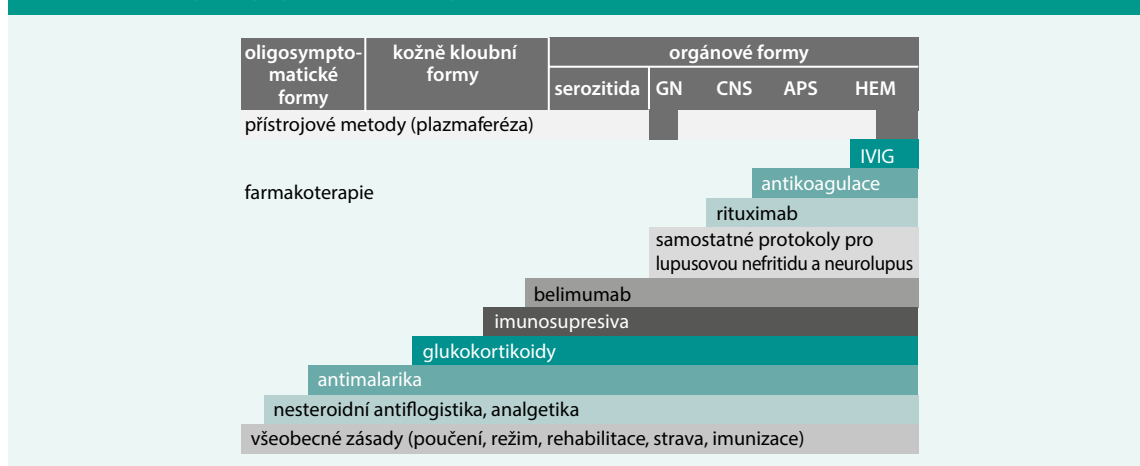 oligosympto-
matické
formy
kožně kloubní
formy
orgánové formy
serozitida GN CNS APS HEM
přístrojové metody (plazmaferéza)
IVIG
farmakoterapie
antikoagulace
rituximab
samostatné protokoly pro
lupusovou nefritidu a neurolupus
belimumab
imunosupresiva
glukokortikoidy
antimalarika
nesteroidní antiflogistika, analgetika
všeobecné zásady (poučení, režim, rehabilitace, strava, imunizace)